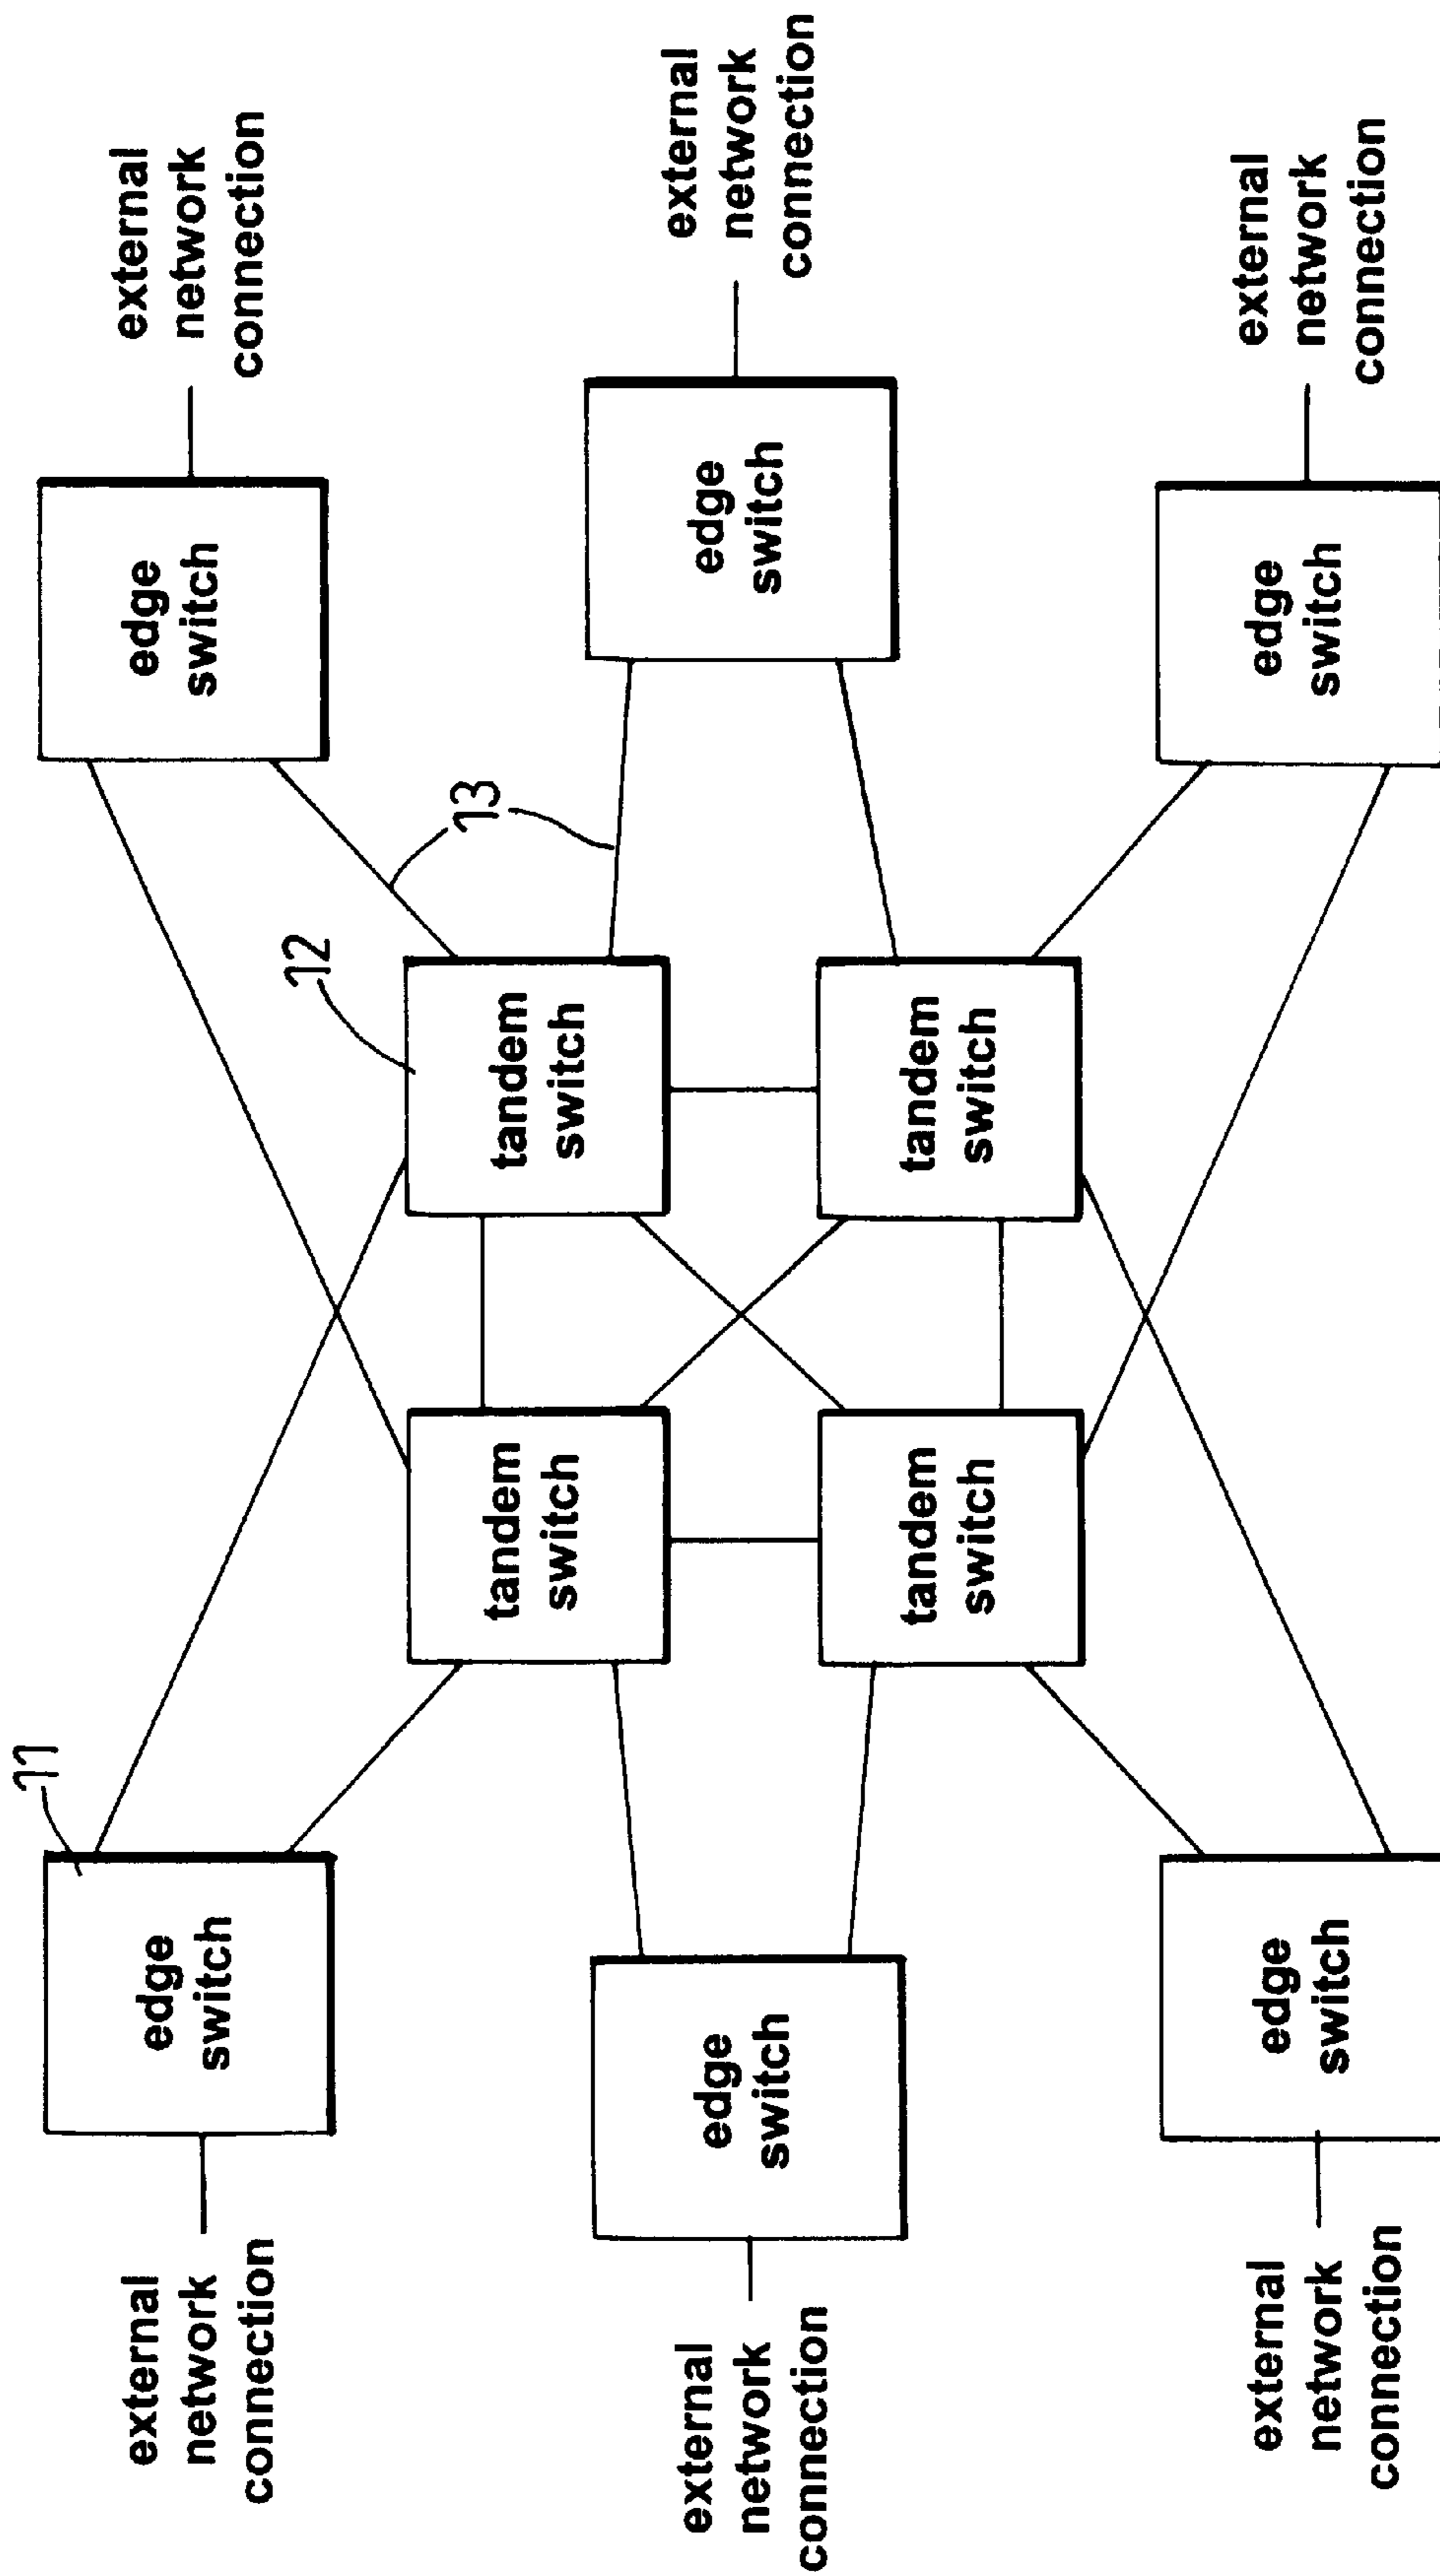 11
external
network
connection
edge
switch
edge
switch
external
network
connection
12
13
tandem
switch
tandem
switch
external
network
connection
edge
switch
edge
switch
external
network
connection
tandem
switch
tandem
switch
external
network
connection
edge
switch
edge
switch
external
network
connection